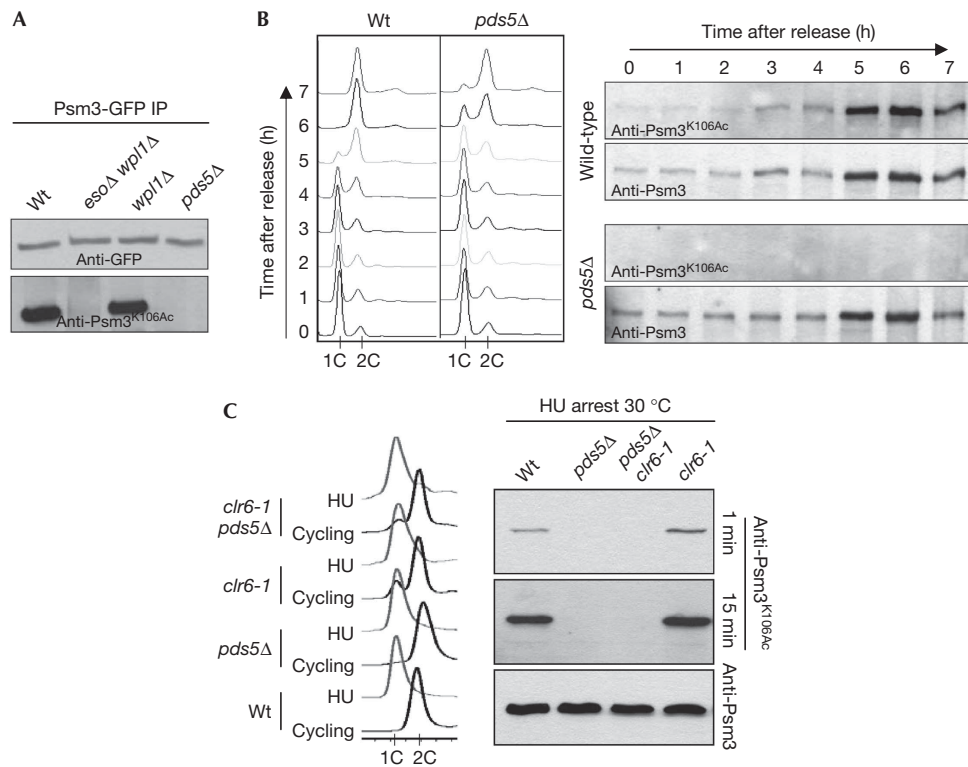 A
Psm3-GFP IP
Wt
esoΔ wpl1Δ
wpl1Δ
pds5Δ
Anti-GFP
Anti-Psm3K106Ac
B
Wt
pds5Δ
Time after release (h)
7
6
5
4
3
2
1
0
1C 2C
1C 2C
Time after release (h)
0 1 2 3 4 5 6 7
Wild-type
Anti-Psm3K106Ac
Anti-Psm3
pds5Δ
Anti-Psm3K106Ac
Anti-Psm3
C
clr6-1 pds5Δ
HU
Cycling
clr6-1
HU
Cycling
pds5Δ
HU
Cycling
Wt
HU
Cycling
1C 2C
HU arrest 30 °C
Wt
pds5Δ
pds5Δ clr6-1
clr6-1
1 min
15 min
Anti-Psm3K106Ac
Anti-Psm3